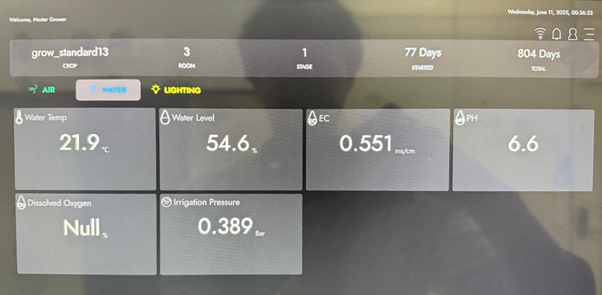 Welcome, Master Grower
Wednesday, June 11, 2025, 00:36:33
grow_standard13
CROP
3
ROOM
1
STAGE
77 Days
STARTED
804 Days
TOTAL
AIR
WATER
LIGHTING
Water Temp
21.9 °C
Water Level
54.6 %
EC
EC
0.551 ms/cm
PH
6.6
Dissolved Oxygen
Null %
Irrigation Pressure
0.389 Bar